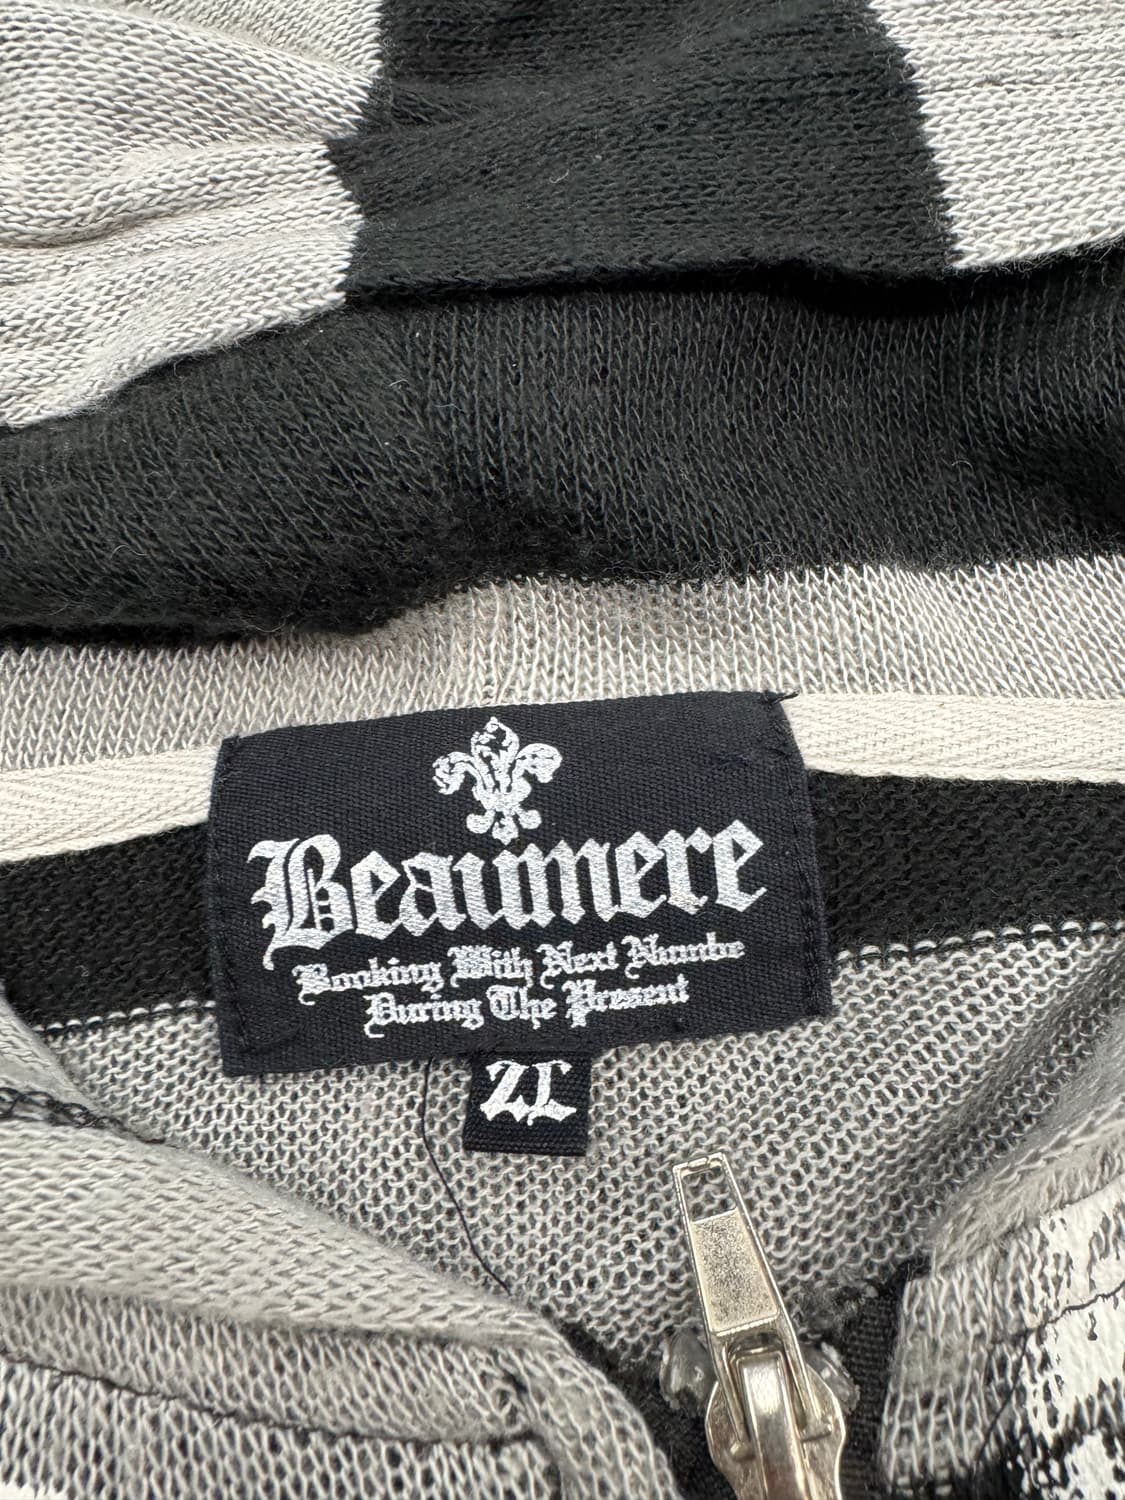 Beaumere
Booking With Next Numbe
During The Present
2L